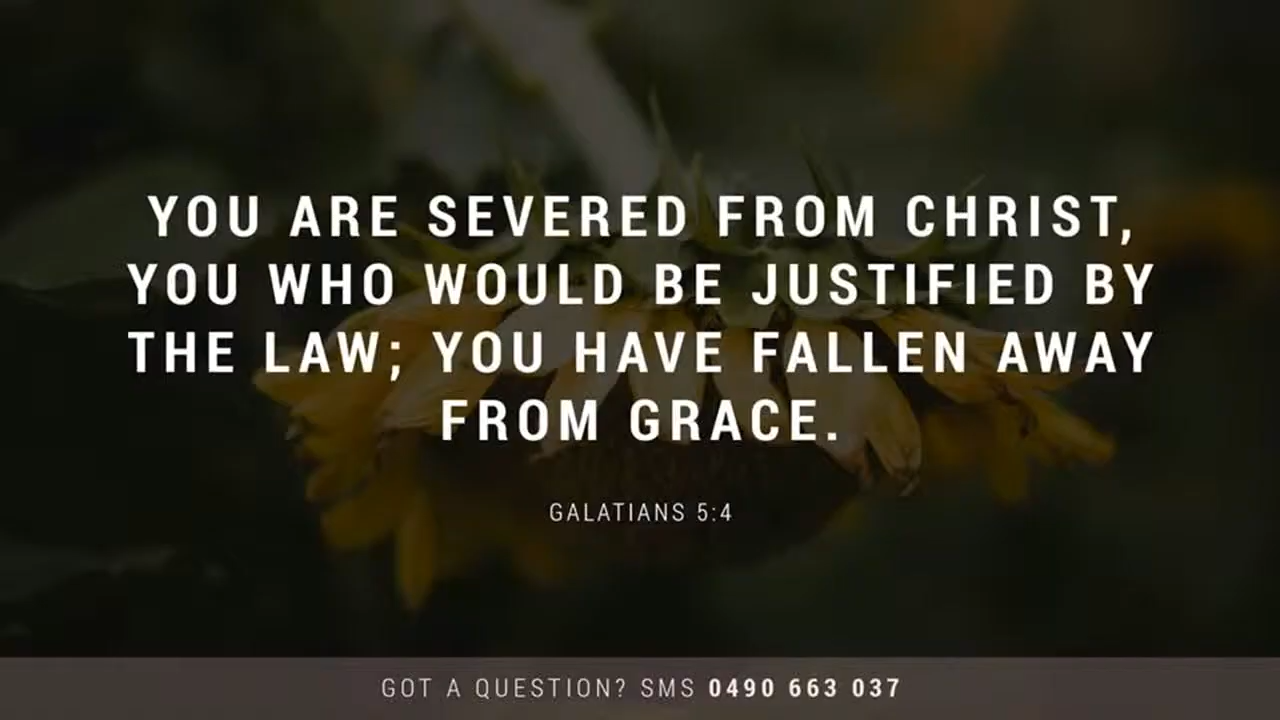 YOU ARE SEVERED FROM CHRIST,
YOU WHO WOULD BE JUSTIFIED BY
THE LAW; YOU HAVE FALLEN AWAY
FROM GRACE.
GALATIANS 5:4
GOT A QUESTION? SMS 0490 663 037